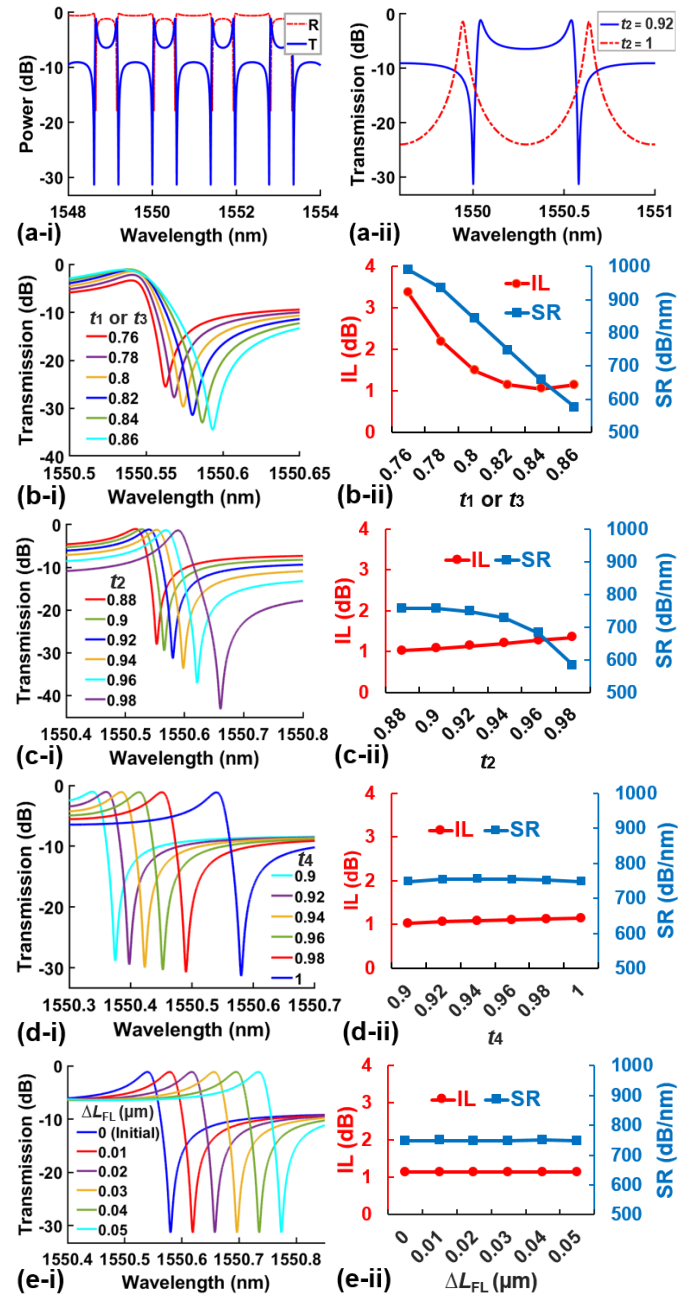 0
-10
-20
-30
Power (dB)
R
T
1548
1550
1552
1554
Wavelength (nm)
(a-i)
0
-10
-20
-30
Transmission (dB)
t2 = 0.92
t2 = 1
1550
1550.5
1551
Wavelength (nm)
(a-ii)
0
-10
-20
-30
-40
Transmission (dB)
t1 or t3
0.76
0.78
0.8
0.82
0.84
0.86
1550.5
1550.55
1550.6
1550.65
Wavelength (nm)
(b-i)
4
3
2
1
0
IL (dB)
IL
SR
1000
900
800
700
600
500
SR (dB/nm)
0.76
0.78
0.8
0.82
0.84
0.86
t1 or t3
(b-ii)
0
-10
-20
-30
-40
Transmission (dB)
t2
0.88
0.9
0.92
0.94
0.96
0.98
1550.4
1550.5
1550.6
1550.7
1550.8
Wavelength (nm)
(c-i)
4
3
2
1
0
IL (dB)
IL
SR
1000
900
800
700
600
500
SR (dB/nm)
0.88
0.9
0.92
0.94
0.96
0.98
t2
(c-ii)
0
-10
-20
-30
Transmission (dB)
t4
0.9
0.92
0.94
0.96
0.98
1
1550.3
1550.4
1550.5
1550.6
1550.7
Wavelength (nm)
(d-i)
4
3
2
1
0
IL (dB)
IL
SR
1000
900
800
700
600
500
SR (dB/nm)
0.9
0.92
0.94
0.96
0.98
1
t4
(d-ii)
0
-10
-20
-30
Transmission (dB)
ΔLFL (μm)
0 (Initial)
0.01
0.02
0.03
0.04
0.05
1550.4
1550.5
1550.6
1550.7
1550.8
Wavelength (nm)
(e-i)
4
3
2
1
0
IL (dB)
IL
SR
1000
900
800
700
600
500
SR (dB/nm)
0
0.01
0.02
0.03
0.04
0.05
ΔLFL (μm)
(e-ii)